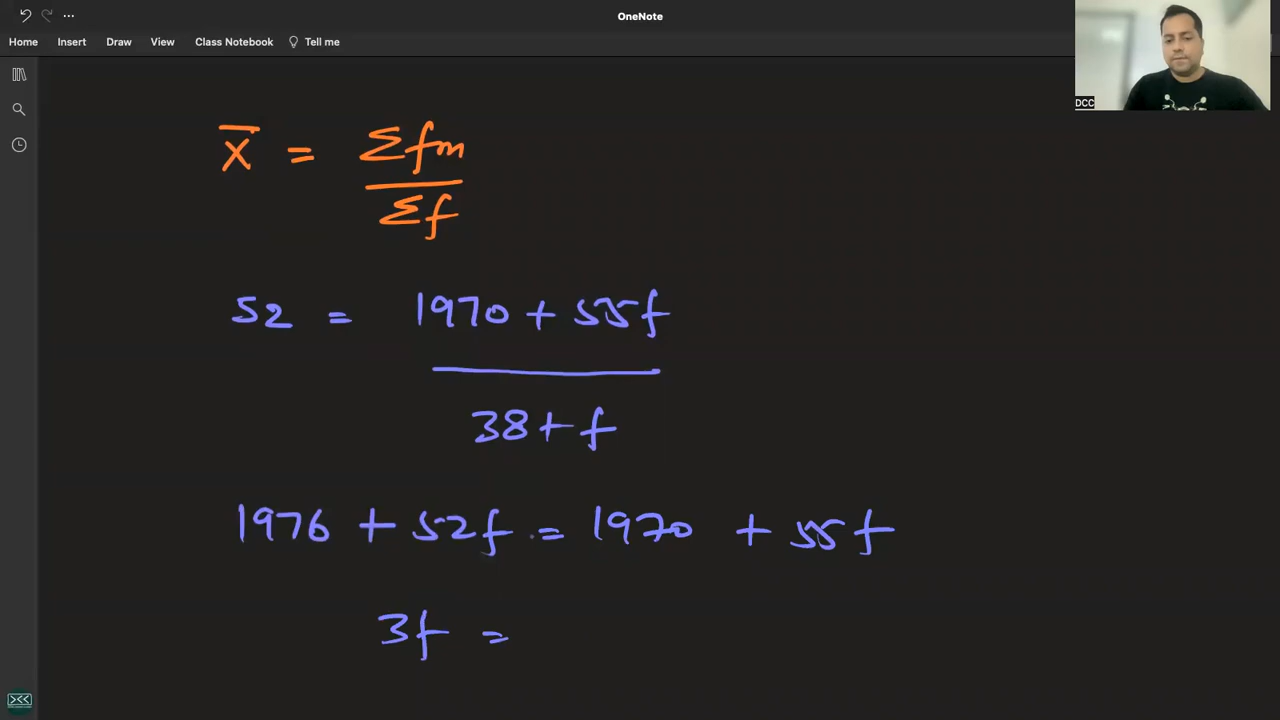 OneNote
Home Insert Draw View Class Notebook Tell me
DCC
X̅ = Σfm
Σf
52 = 1970 + 55f
38 + f
1976 + 52f = 1970 + 55f
3f =